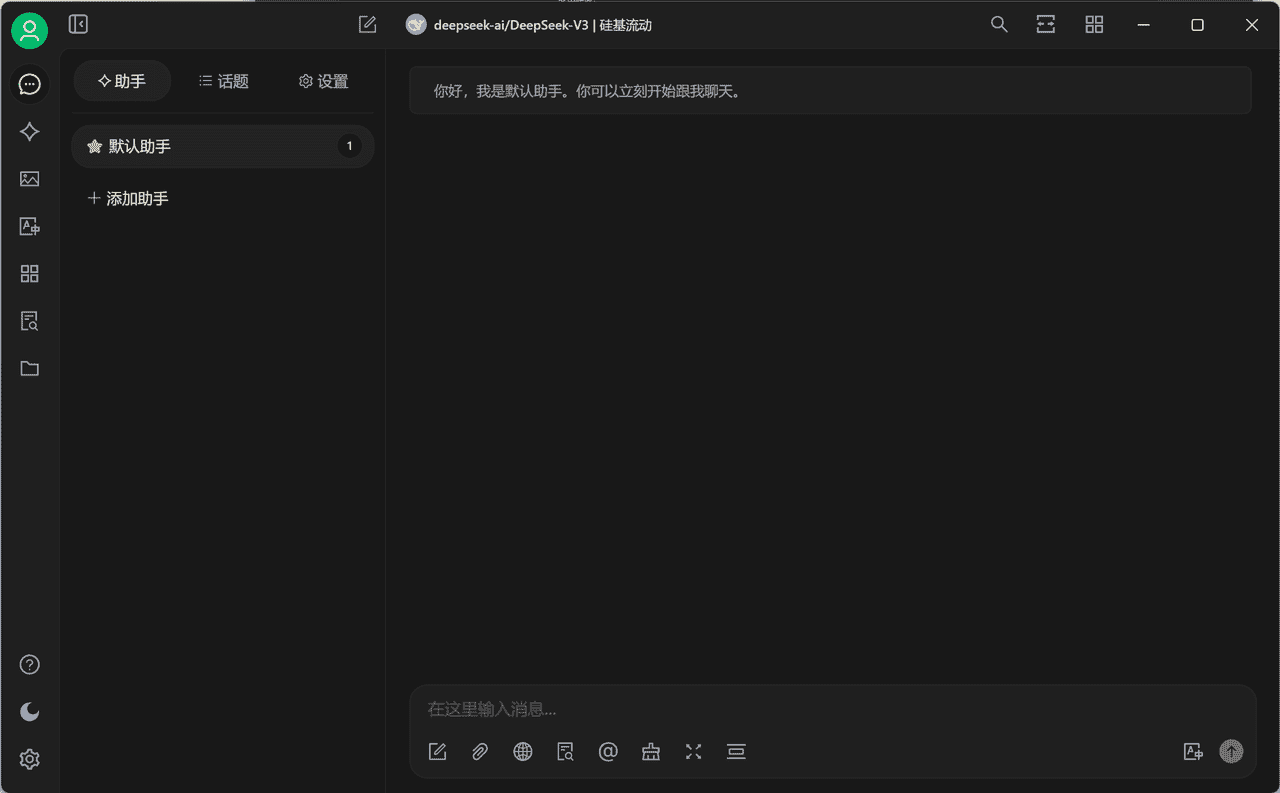 deepseek-ai/DeepSeek-V3 | 硅基流动
助手
话题
设置
你好，我是默认助手。你可以立刻开始跟我聊天。
默认助手
1
添加助手
在这里输入消息...